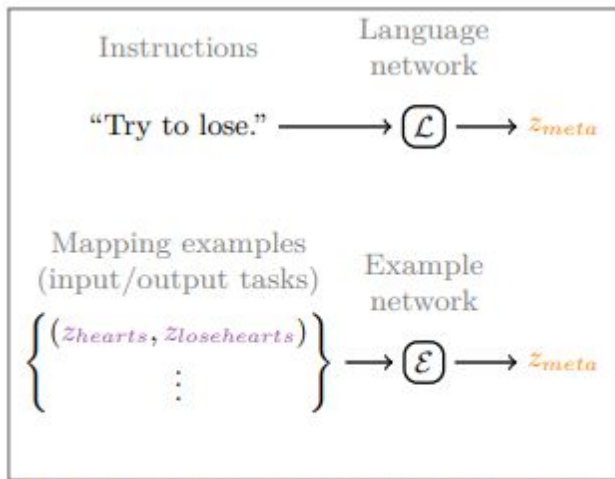 Instructions
Language
network
“Try to lose.” ℒ z_meta
Mapping examples
(input/output tasks)
Example
network
{(z_hearts, z_losehearts)
⋮} ℰ z_meta